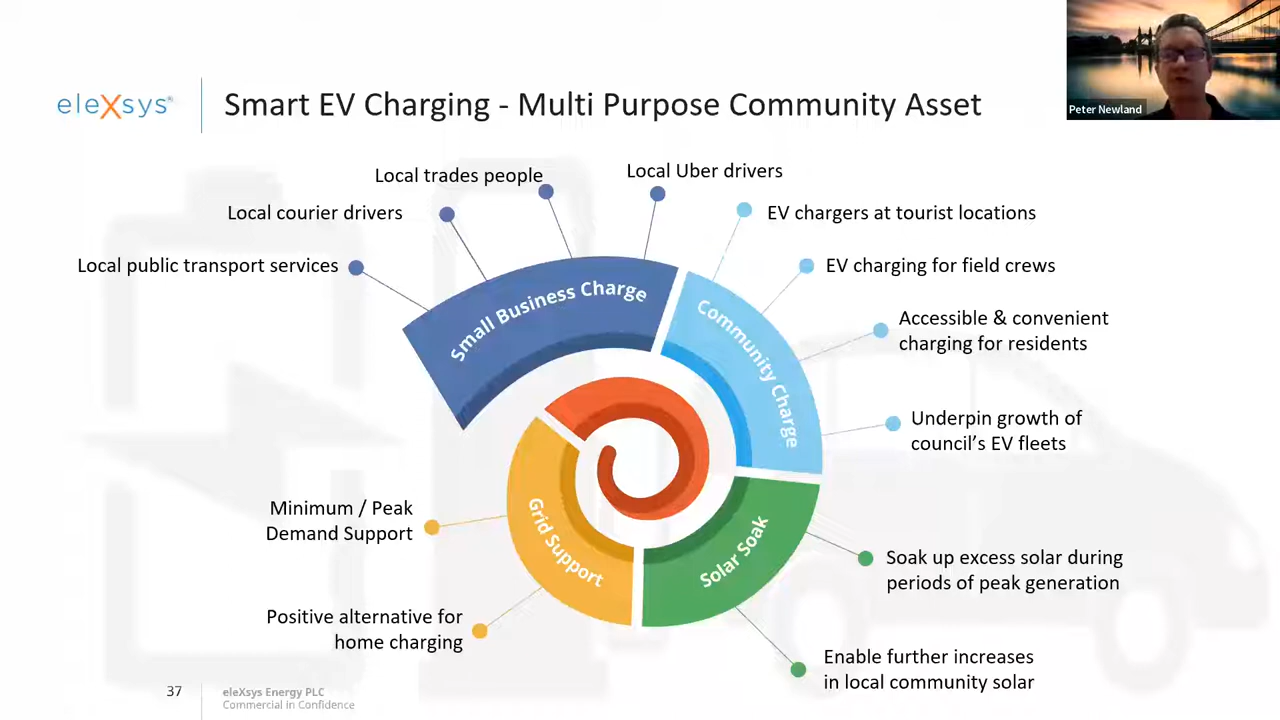 eleXsys®
Smart EV Charging - Multi Purpose Community Asset
Peter Newland
Local trades people
Local Uber drivers
Local courier drivers
EV chargers at tourist locations
Local public transport services
EV charging for field crews
Small Business Charge
Community Charge
Accessible & convenient
charging for residents
Underpin growth of
council's EV fleets
Minimum / Peak
Demand Support
Grid Support
Solar Soak
Soak up excess solar during
periods of peak generation
Positive alternative for
home charging
Enable further increases
in local community solar
37
eleXsys Energy PLC
Commercial in Confidence